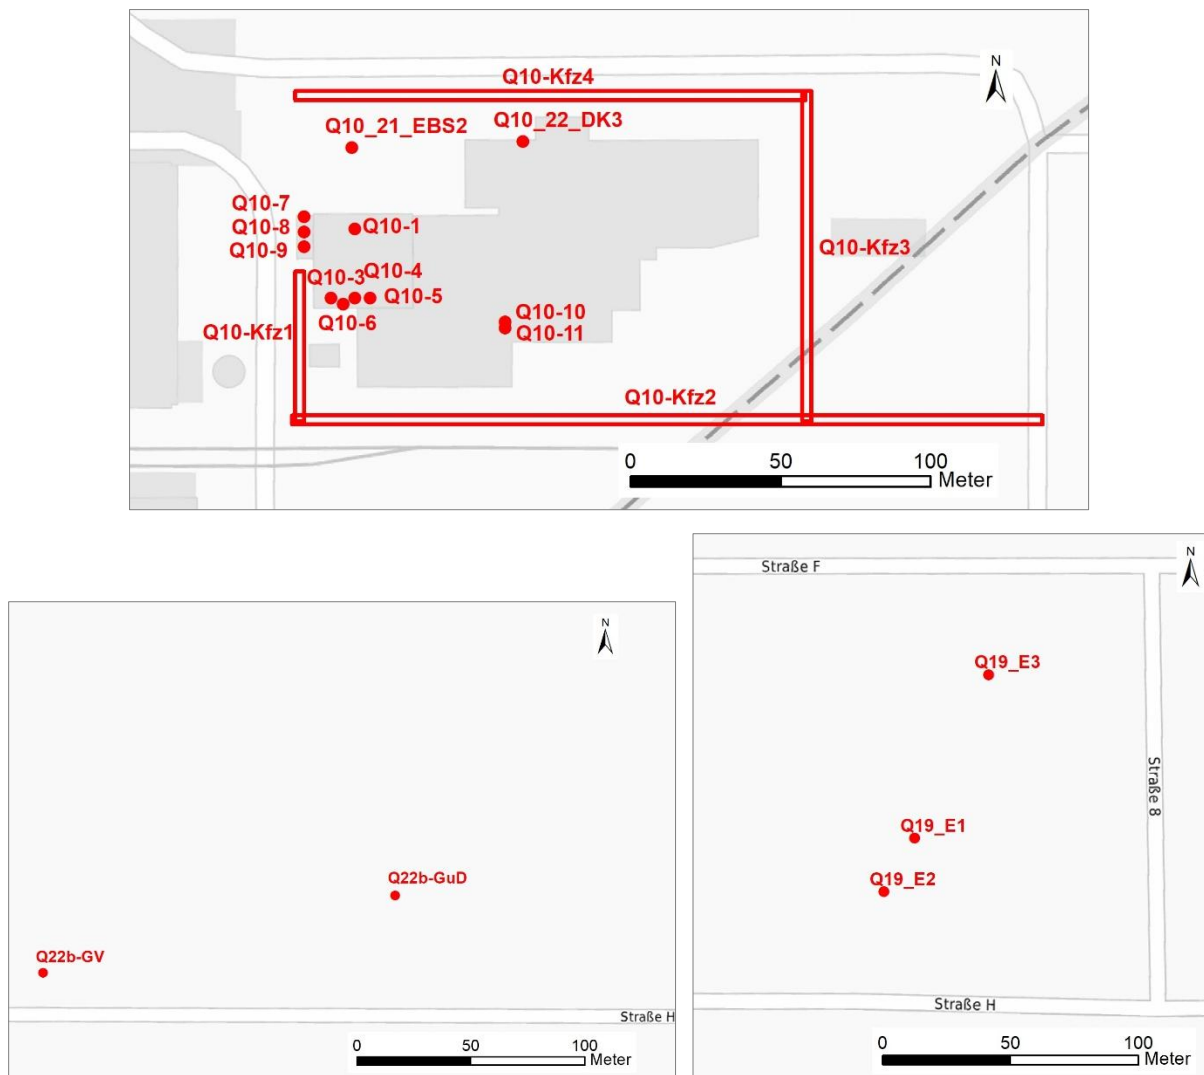 N
Q10-Kfz4
Q10_21_EBS2
Q10_22_DK3
Q10-7
Q10-8
Q10-1
Q10-9
Q10-Kfz3
Q10-3
Q10-4
Q10-5
Q10-6
Q10-10
Q10-11
Q10-Kfz1
Q10-Kfz2
0 50 100
Meter
N
Q22b-GuD
Q22b-GV
Straße H
0 50 100
Meter
Straße F
N
Q19_E3
Straße 8
Q19_E1
Q19_E2
Straße H
0 50 100
Meter